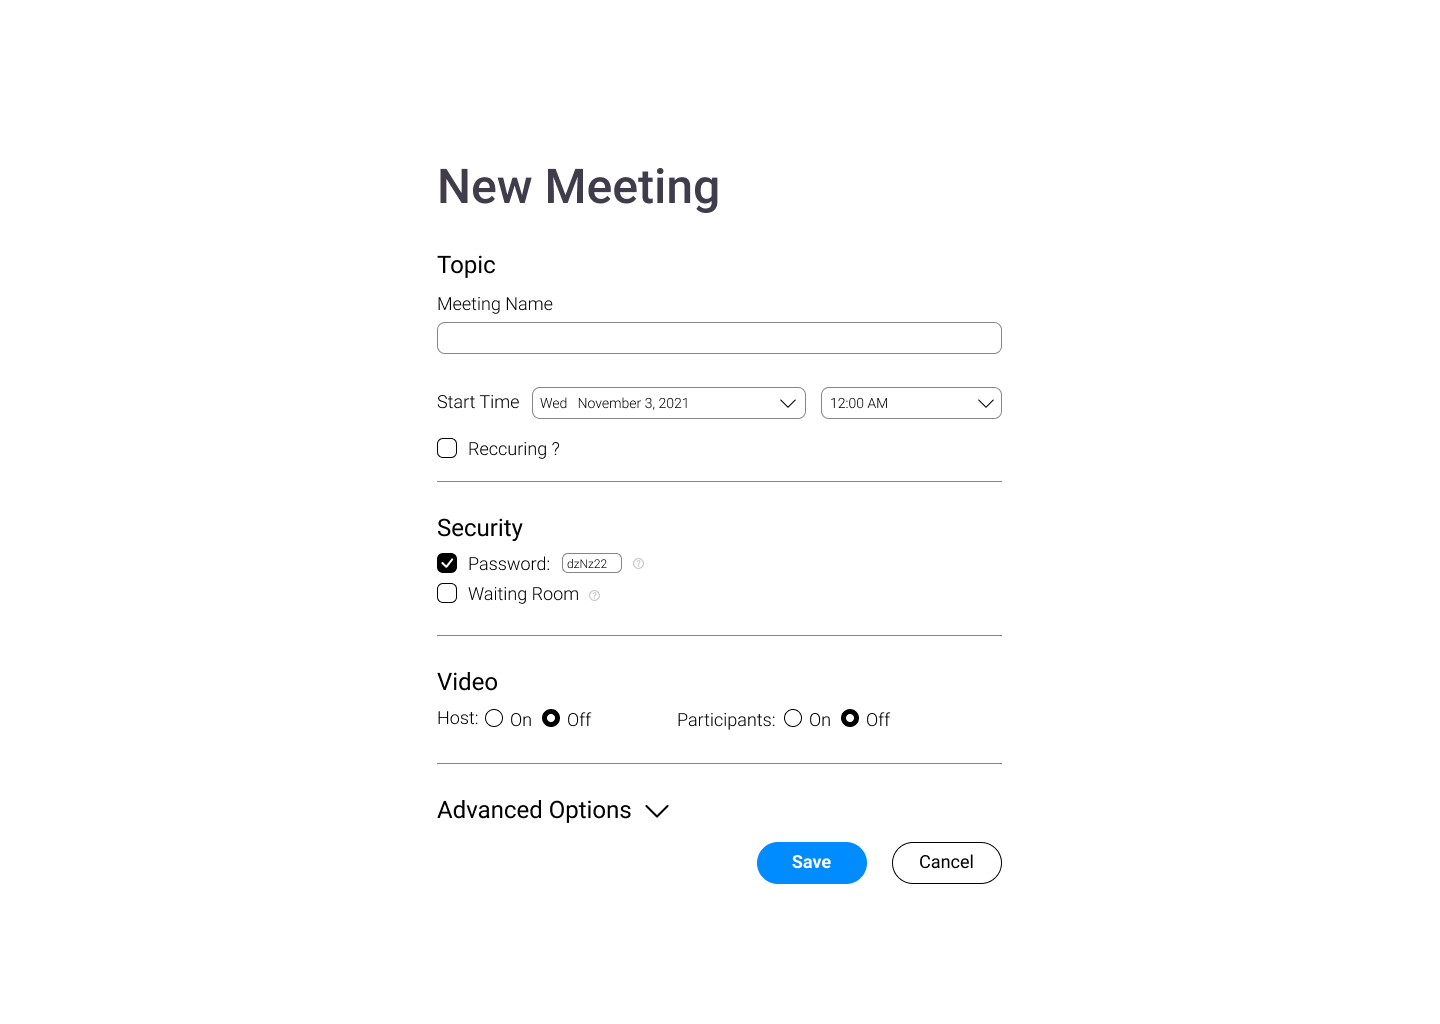 New Meeting
Topic
Meeting Name
Start Time Wed November 3, 2021 12:00 AM
Reccuring ?
Security
Password: dzNz22 ?
Waiting Room ?
Video
Host: On Off Participants: On Off
Advanced Options
Save Cancel